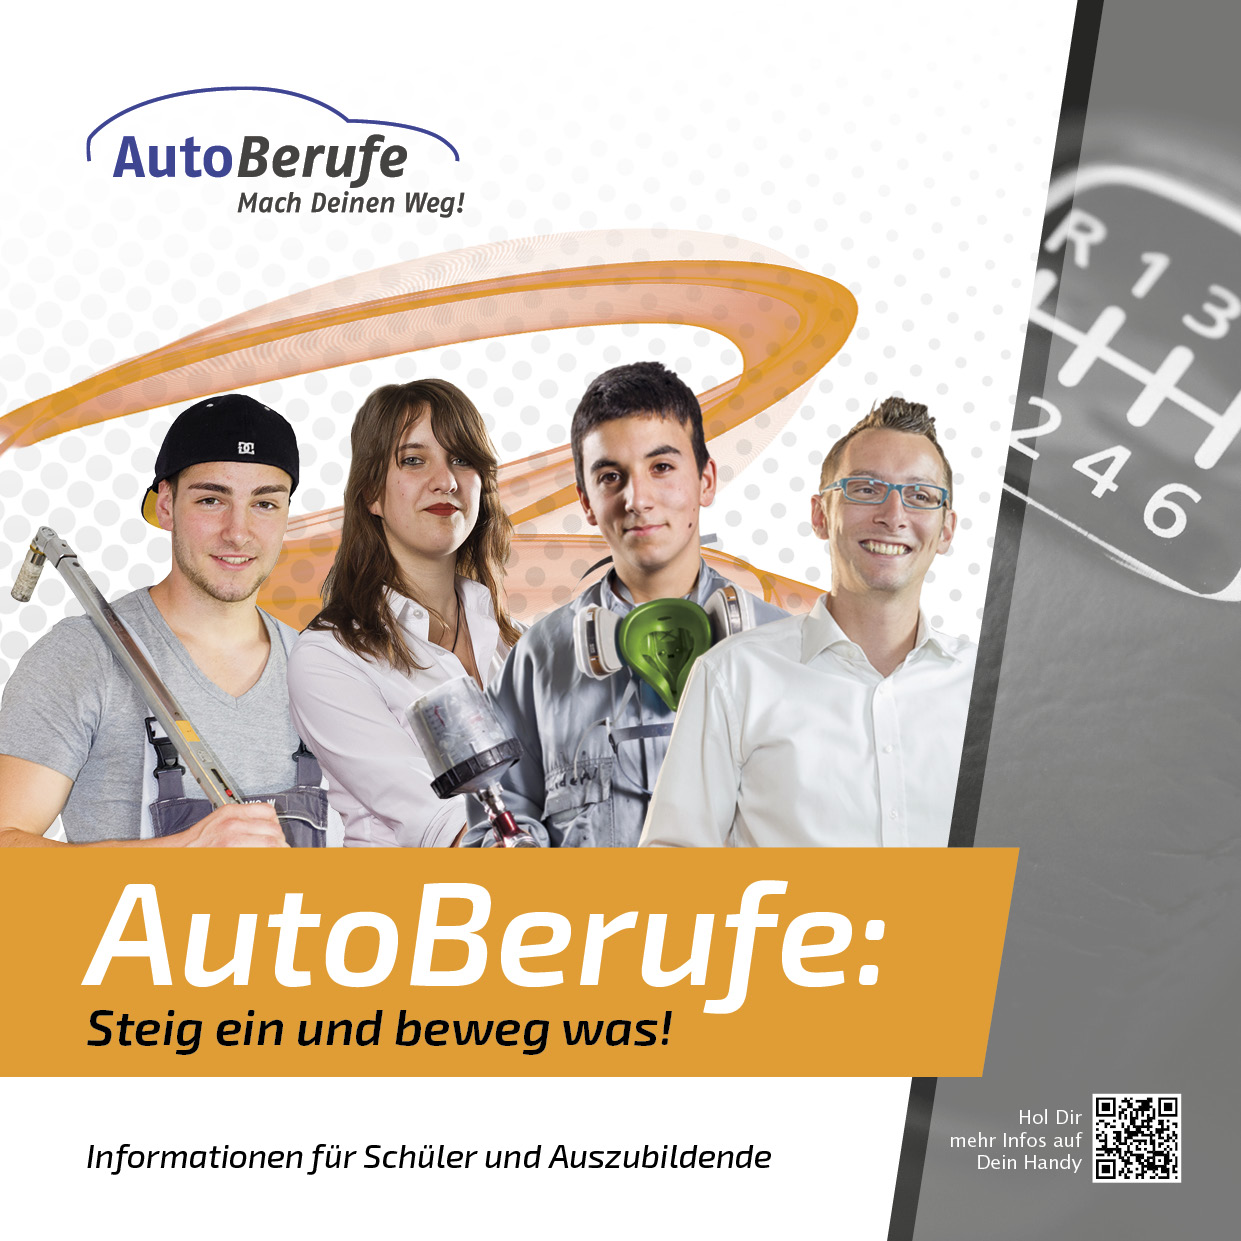 AutoBerufe
Mach Deinen Weg!
R 1 3
2 4 6
AutoBerufe:
Steig ein und beweg was!
Informationen für Schüler und Auszubildende
Hol Dir
mehr Infos auf
Dein Handy